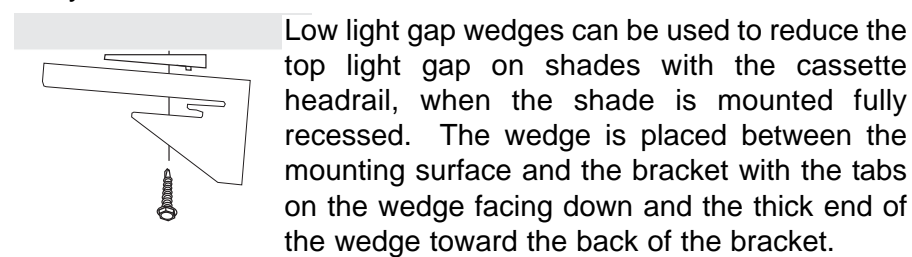 Low light gap wedges can be used to reduce the
top light gap on shades with the cassette
headrail, when the shade is mounted fully
recessed. The wedge is placed between the
mounting surface and the bracket with the tabs
on the wedge facing down and the thick end of
the wedge toward the back of the bracket.